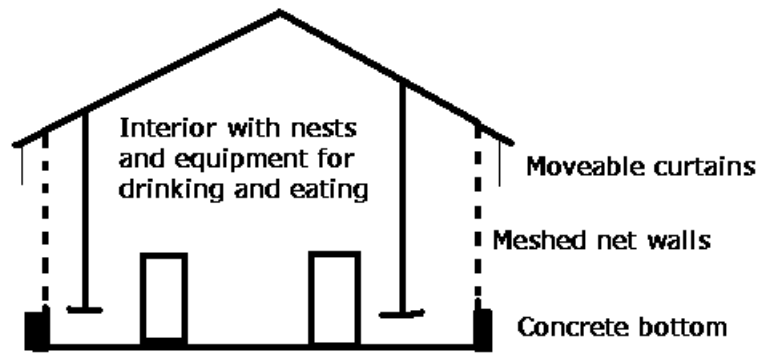 Interior with nests
and equipment for
drinking and eating
Moveable curtains
Meshed net walls
Concrete bottom